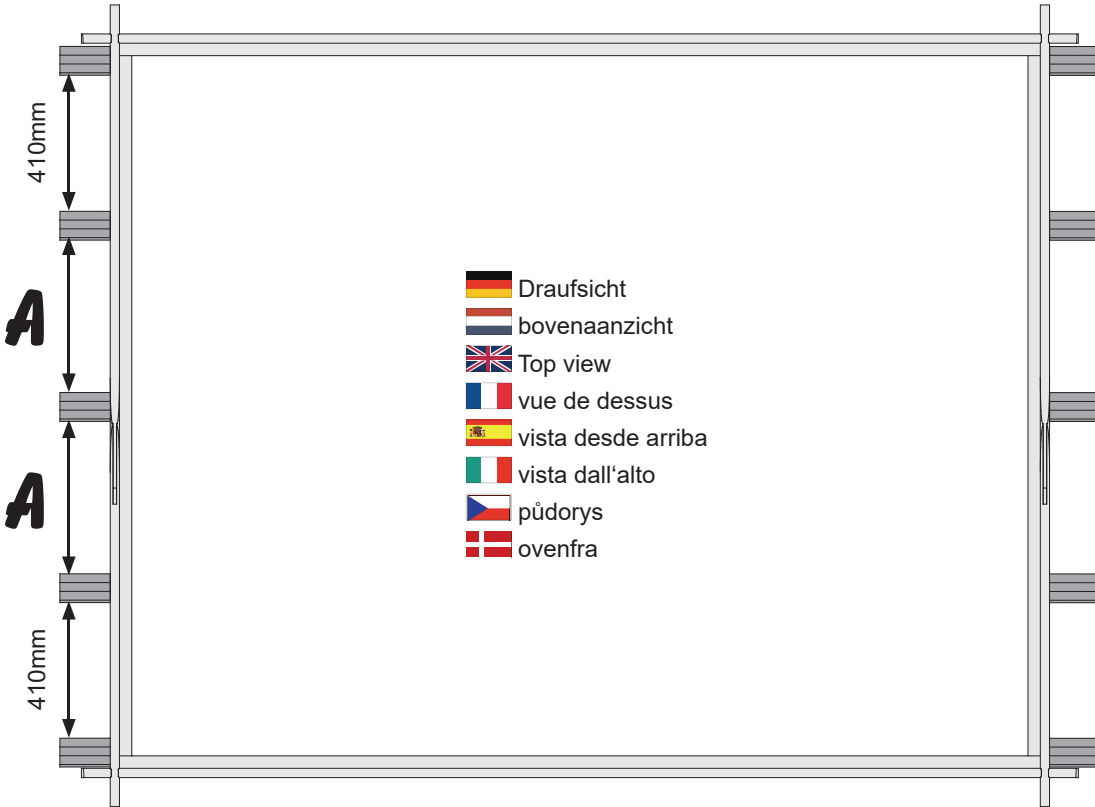 410mm
A
Draufsicht
bovenaanzicht
Top view
vue de dessus
vista desde arriba
vista dall‘alto
půdorys
ovenfra
A
410mm